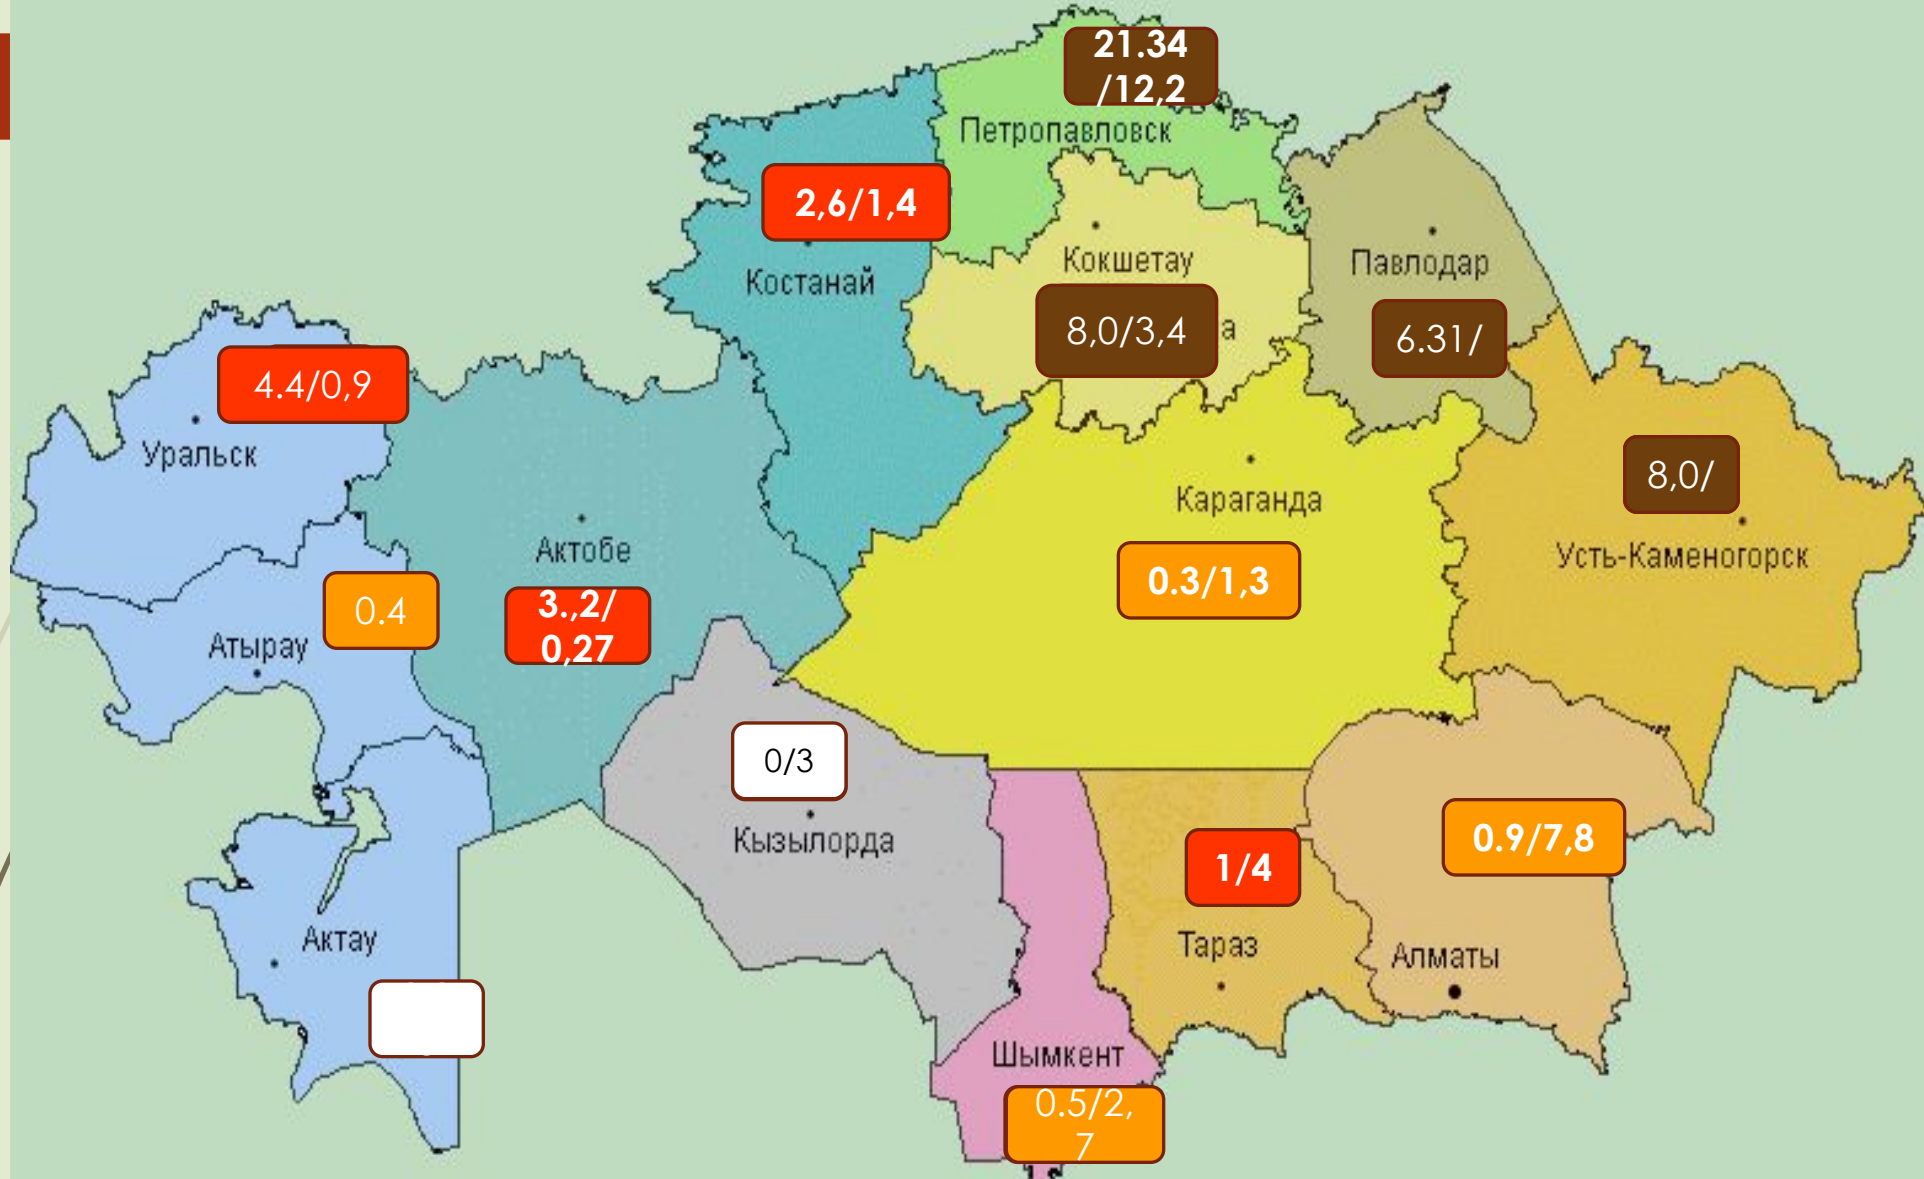 21.34
/12,2
Петропавловск
2,6/1,4
Костанай
Кокшетау
8,0/3,4
а
Павлодар
6.31/
4.4/0,9
Уральск
8,0/
Усть-Каменогорск
Караганда
0.3/1,3
Актобе
3.,2/
0,27
0.4
Атырау
0/3
Кызылорда
1/4
Тараз
0.9/7,8
Алматы
Актау
Шымкент
0.5/2,
7